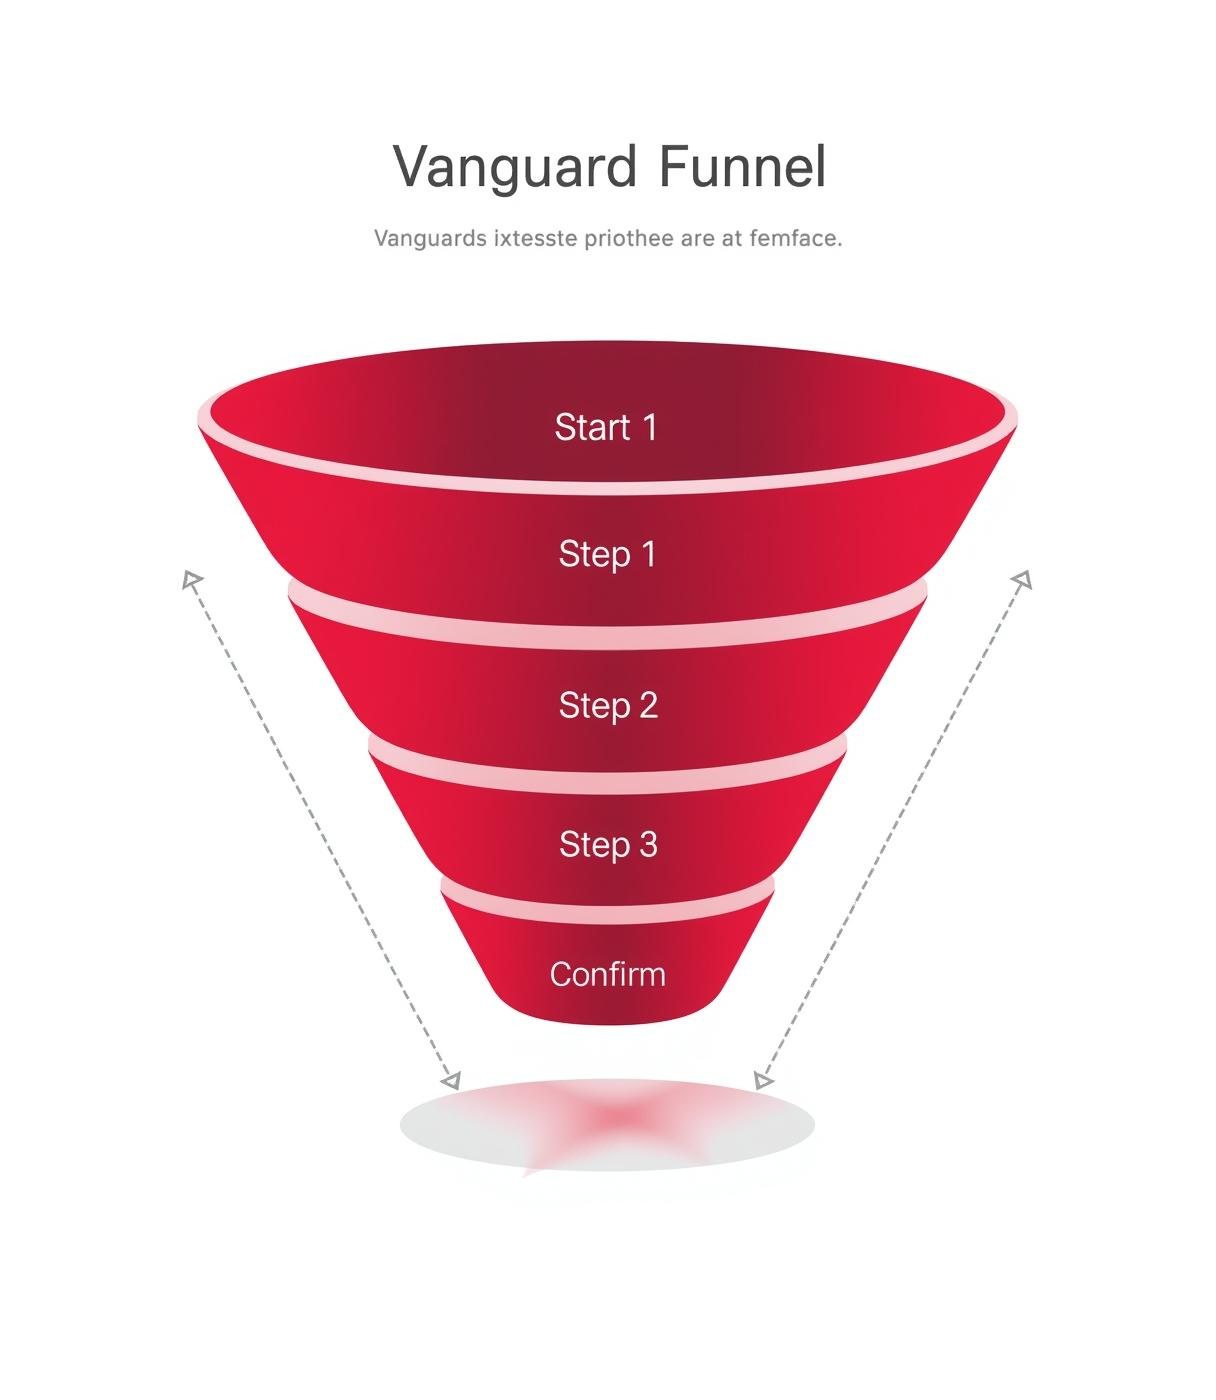 Vanguard Funnel
Vanguards ixtesste priothee are at femface.
Start 1
Step 1
Step 2
Step 3
Confirm